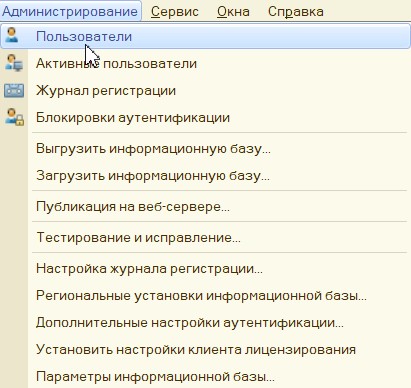 Администрирование Сервис Окна Справка
Пользователи
Активные пользователи
Журнал регистрации
Блокировки аутентификации
Выгрузить информационную базу...
Загрузить информационную базу...
Публикация на веб-сервере...
Тестирование и исправление...
Настройка журнала регистрации...
Региональные установки информационной базы...
Дополнительные настройки аутентификации...
Установить настройки клиента лицензирования
Параметры информационной базы...